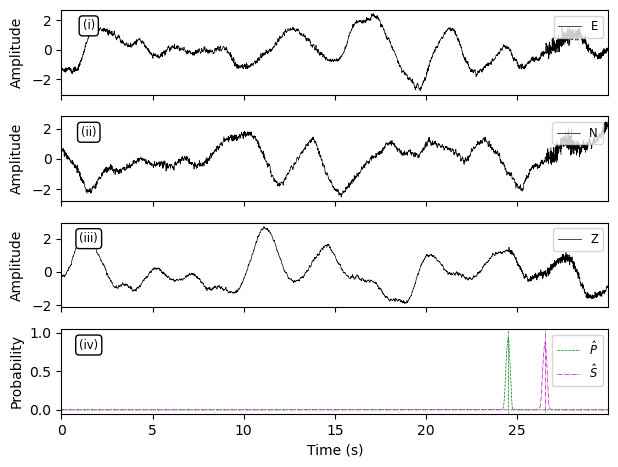 (i)
E
Amplitude
2
0
−2
(ii)
N
Amplitude
2
0
−2
(iii)
Z
Amplitude
2
0
−2
(iv)
P̂
Ŝ
Probability
1.0
0.5
0.0
0 5 10 15 20 25
Time (s)